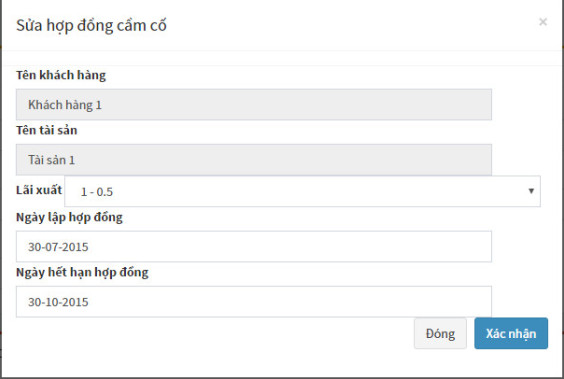 Sửa hợp đồng cầm cố
×
Tên khách hàng
Khách hàng 1
Tên tài sản
Tài sản 1
Lãi xuất 1 - 0.5
Ngày lập hợp đồng
30-07-2015
Ngày hết hạn hợp đồng
30-10-2015
Đóng Xác nhận